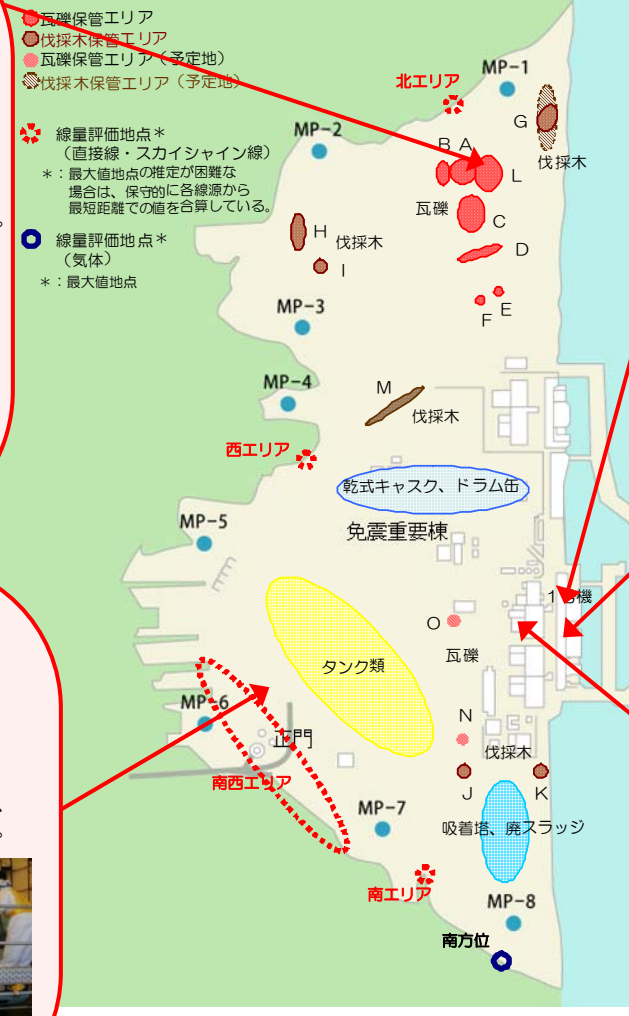 瓦礫保管エリア
伐採木保管エリア
瓦礫保管エリア（予定地）
伐採木保管エリア（予定地）
線量評価地点＊
（直接線・スカイシャイン線）
＊：最大値地点の推定が困難な
場合は、保守的に各線源から
最短距離での値を合算している。
線量評価地点＊
（気体）
＊：最大値地点
。
北エリア
MP-1
MP-2
G
伐採木
B A
L
瓦礫
C
H
伐採木
I
D
E
F
MP-3
MP-4
M
伐採木
西エリア
乾式キャスク、ドラム缶
免震重要棟
MP-5
1号機
O
瓦礫
タンク類
MP-6
正門
N
伐採木
J
K
南西エリア
MP-7
吸着塔、廃スラッジ
、
。
南エリア
MP-8
南方位